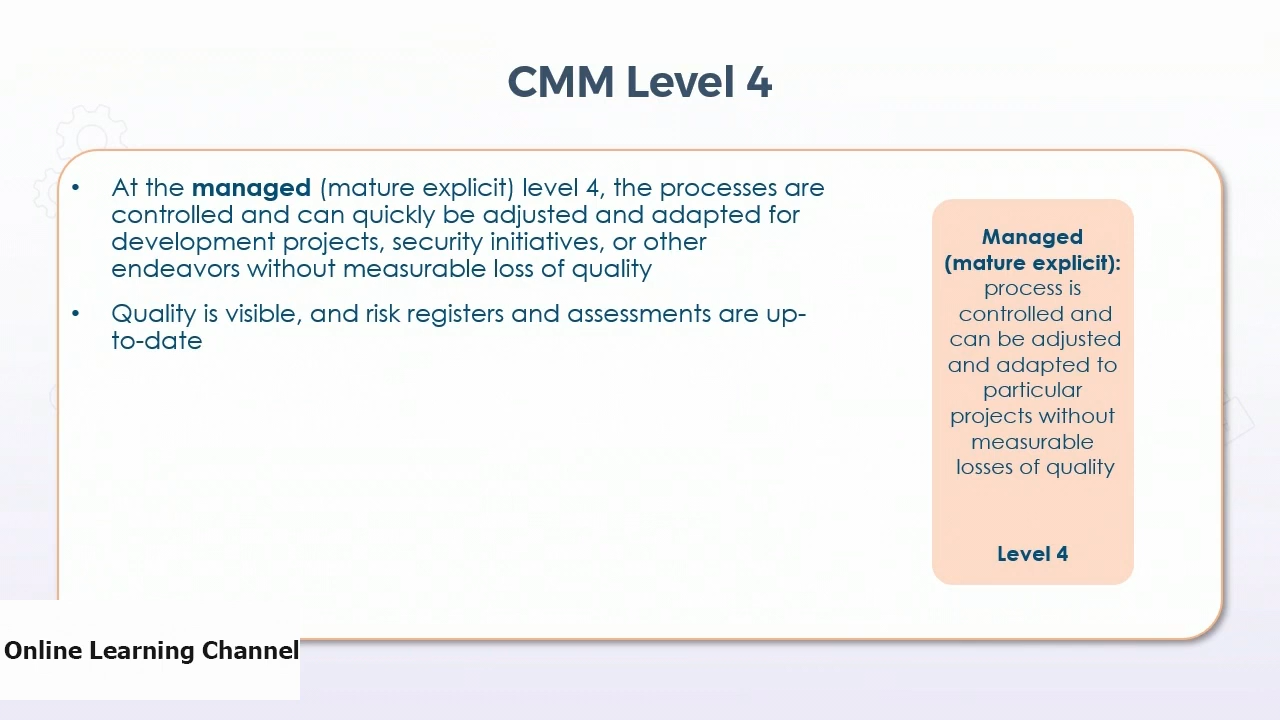 CMM Level 4
• At the managed (mature explicit) level 4, the processes are
controlled and can quickly be adjusted and adapted for
development projects, security initiatives, or other
endeavors without measurable loss of quality
• Quality is visible, and risk registers and assessments are up-
to-date
Managed
(mature explicit):
process is
controlled and
can be adjusted
and adapted to
particular
projects without
measurable
losses of quality
Level 4
Online Learning Channel